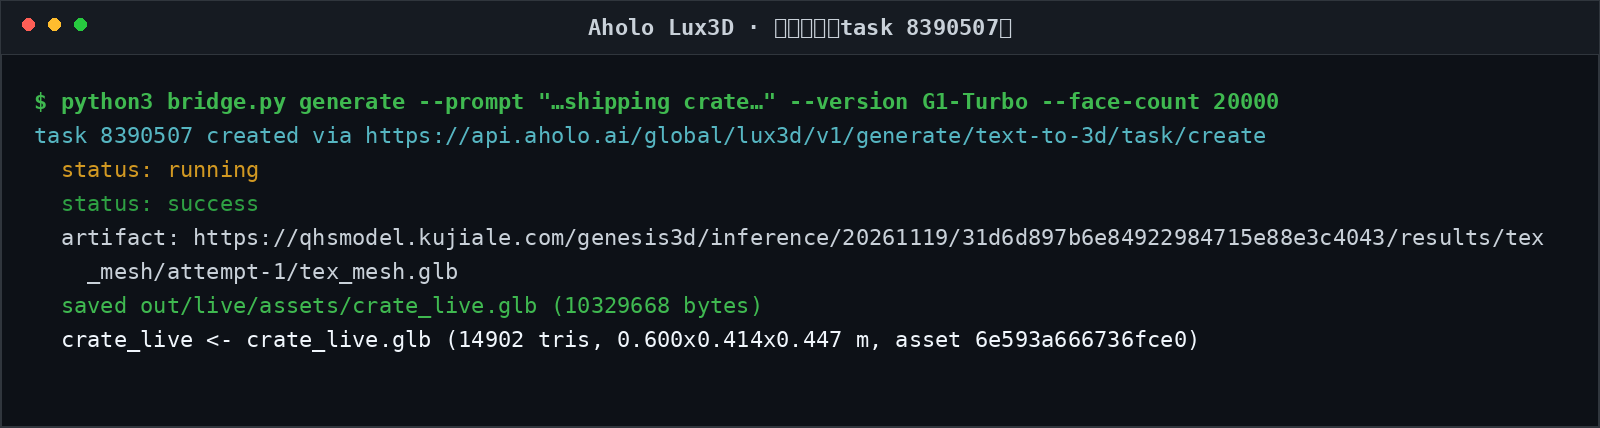 Aholo Lux3D · task 8390507
$ python3 bridge.py generate --prompt "…shipping crate…" --version G1-Turbo --face-count 20000
task 8390507 created via https://api.aholo.ai/global/lux3d/v1/generate/text-to-3d/task/create
status: running
status: success
artifact: https://qhsmodel.kujiale.com/genesis3d/inference/20261119/31d6d897b6e84922984715e88e3c4043/results/tex
_mesh/attempt-1/tex_mesh.glb
saved out/live/assets/crate_live.glb (10329668 bytes)
crate_live <- crate_live.glb (14902 tris, 0.600x0.414x0.447 m, asset 6e593a666736fce0)